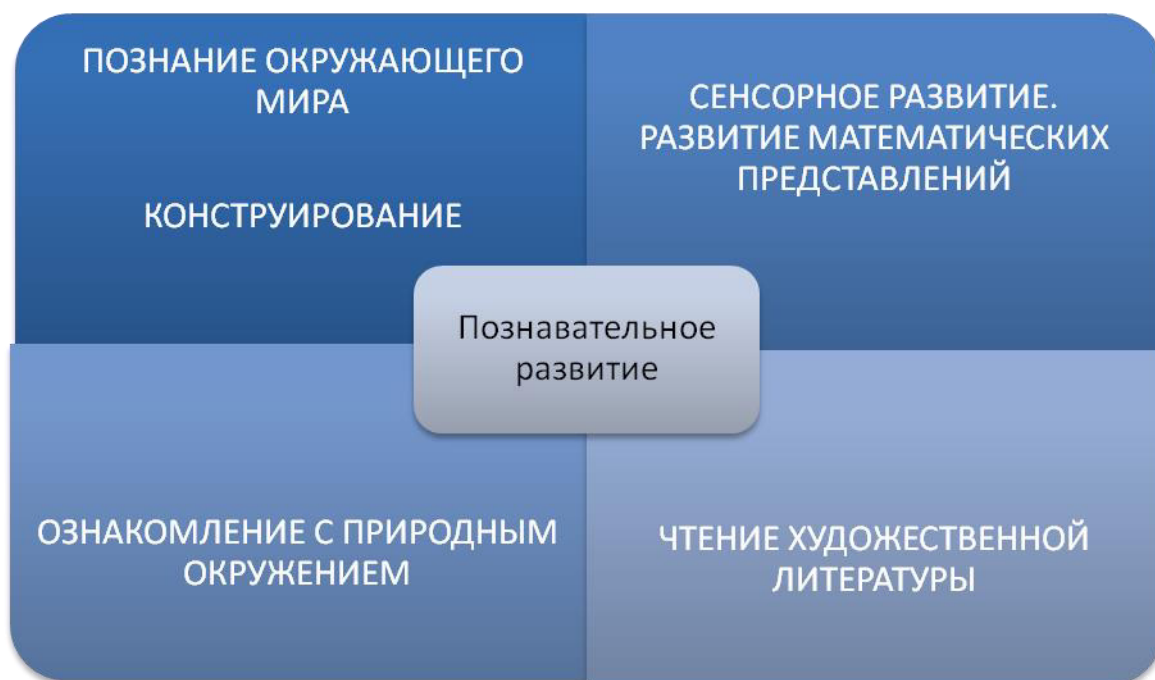 ПОЗНАНИЕ ОКРУЖАЮЩЕГО
МИРА
КОНСТРУИРОВАНИЕ
СЕНСОРНОЕ РАЗВИТИЕ.
РАЗВИТИЕ МАТЕМАТИЧЕСКИХ
ПРЕДСТАВЛЕНИЙ
Познавательное
развитие
ОЗНАКОМЛЕНИЕ С ПРИРОДНЫМ
ОКРУЖЕНИЕМ
ЧТЕНИЕ ХУДОЖЕСТВЕННОЙ
ЛИТЕРАТУРЫ